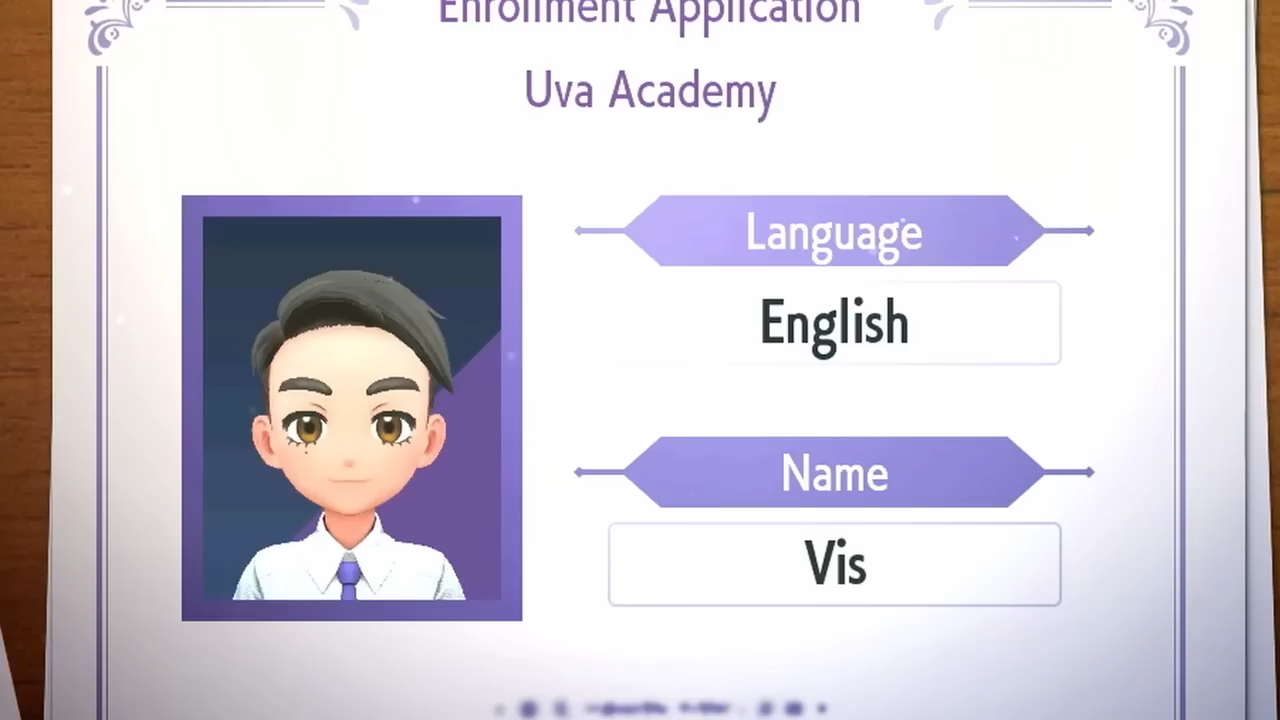 Enrollment Application
Uva Academy
Language
English
Name
Vis